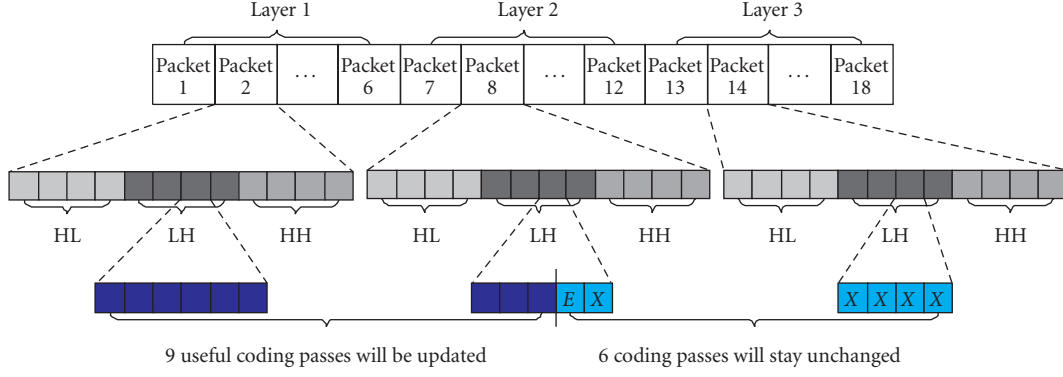 Layer 1 Layer 2 Layer 3
Packet Packet ... Packet Packet Packet ... Packet Packet Packet ... Packet
1 2 6 7 8 12 13 14 18
HL LH HH HL LH HH HL LH HH
E X X X X X
9 useful coding passes will be updated 6 coding passes will stay unchanged